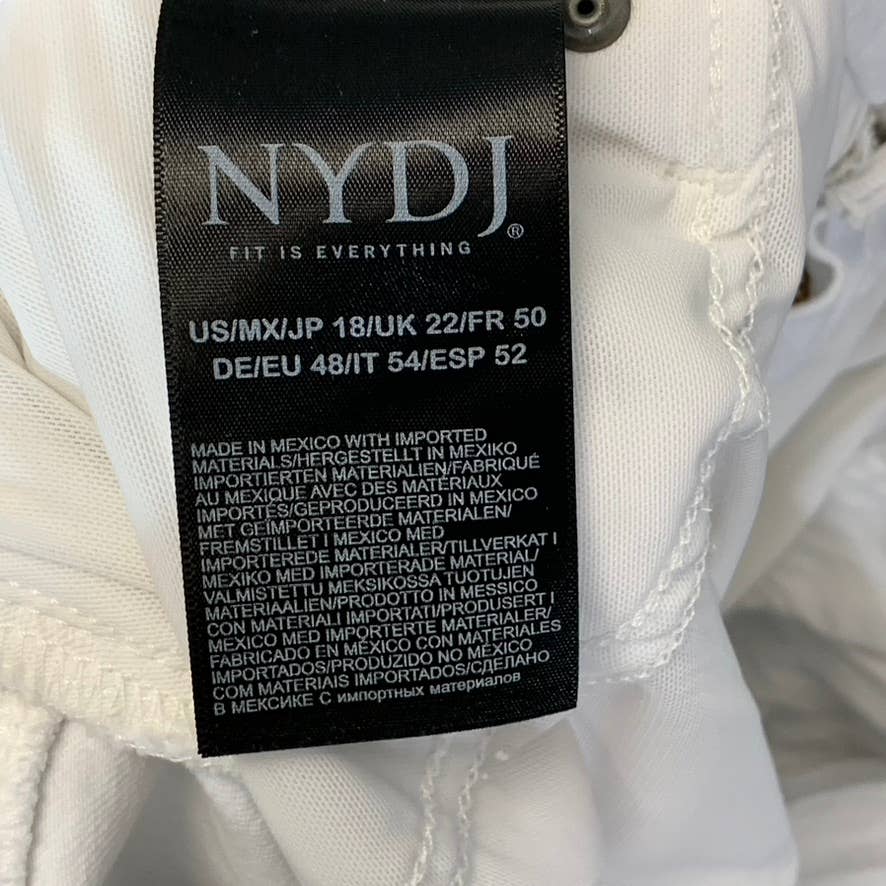 NYDJ®
FIT IS EVERYTHING
US/MX/JP 18/UK 22/FR 50
DE/EU 48/IT 54/ESP 52
MADE IN MEXICO WITH IMPORTED
MATERIALS/HERGESTELLT IN MEXIKO
IMPORTIERTEN MATERIALIEN/FABRIQUÉ
AU MEXIQUE AVEC DES MATÉRIAUX
IMPORTÉS/GEPRODUCEERD IN MEXICO
MET GEÏMPORTEERDE MATERIALEN/
FREMSTILLET I MEXICO MED
IMPORTEREDE MATERIALER/TILLVERKAT I
MEXIKO MED IMPORTERADE MATERIAL/
VALMISTETTU MEKSIKOSSA TUOTUJEN
MATERIAALIEN/PRODOTTO IN MESSICO
CON MATERIALI IMPORTATI/PRODUSERT I
MEXICO MED IMPORTERTE MATERIALER/
FABRICADO EN MÉXICO CON MATERIALES
IMPORTADOS/PRODUZIDO NO MÉXICO
COM MATERIAIS IMPORTADOS/СДЕЛАНО
В МЕКСИКЕ С импортных материалов